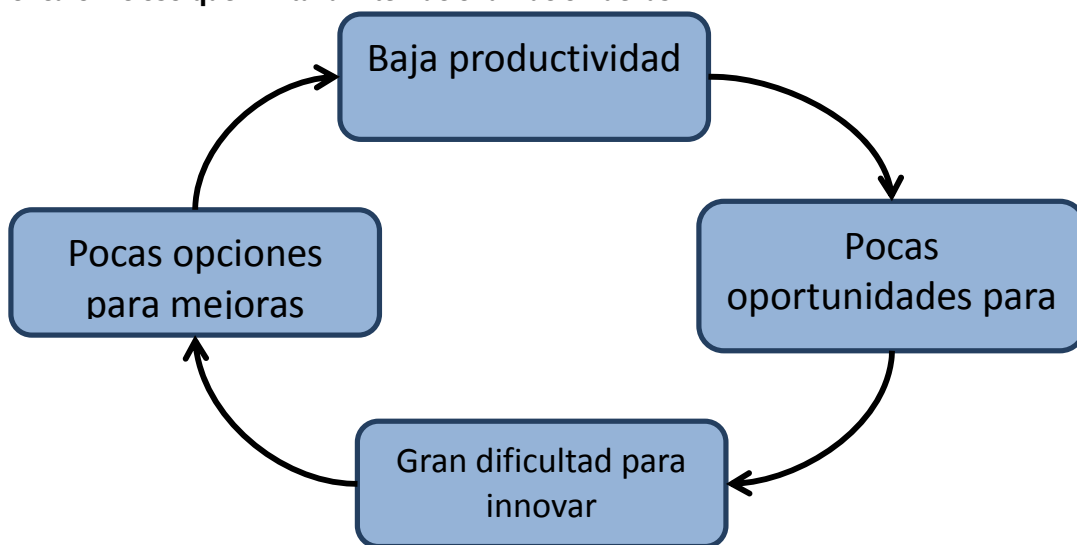 Baja productividad
Pocas
oportunidades para
Gran dificultad para
innovar
Pocas opciones
para mejoras